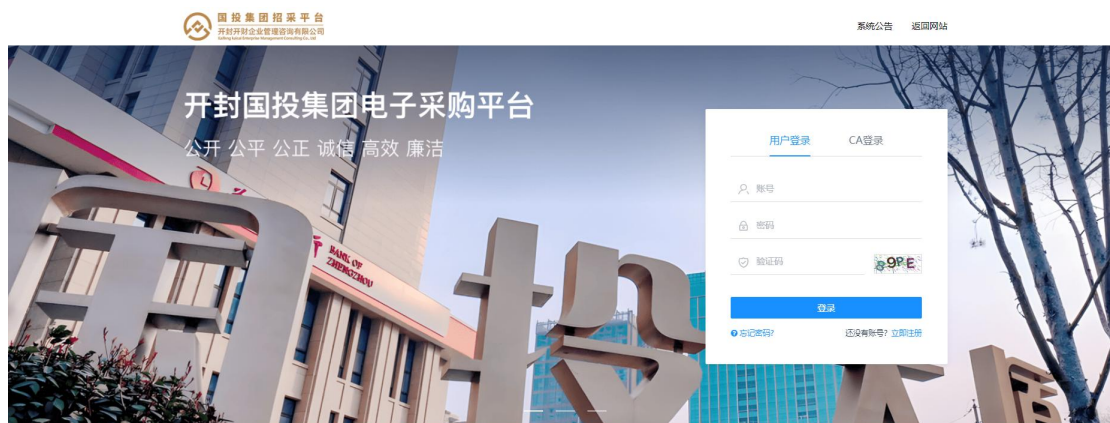 国投集团招采平台
开封开财企业管理咨询有限公司
系统公告 返回网站
开封国投集团电子采购平台
公开 公平 公正 诚信 高效 廉洁
用户登录 CA登录
账号
密码
验证码
登录
忘记密码? 还没有账号? 立即注册
BANK OF
ZHENGZHOU
投